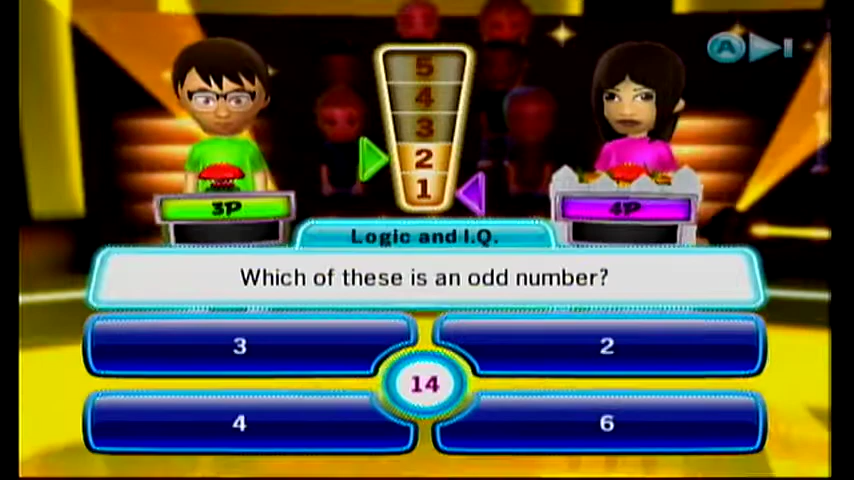 A
5
4
3
2
1
3P
4P
Logic and I.Q.
Which of these is an odd number?
3
2
14
4
6